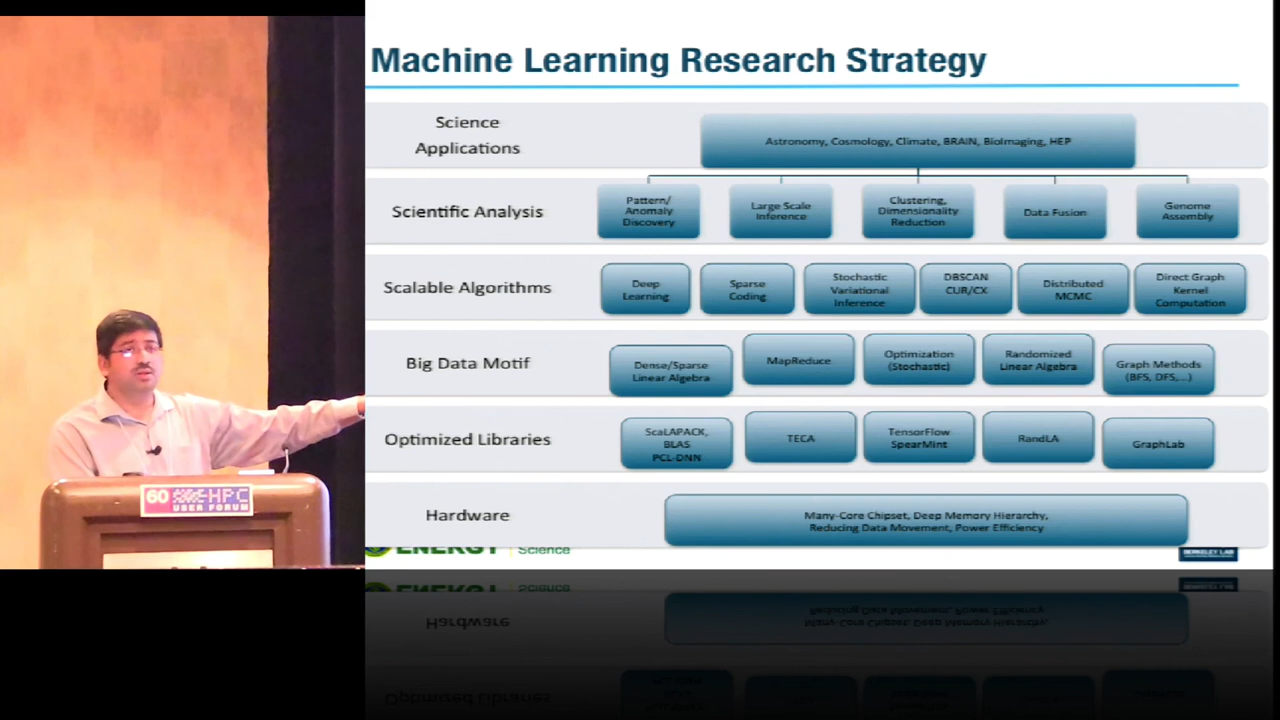 Machine Learning Research Strategy
Science
Applications
Astronomy, Cosmology, Climate, BRAIN, BioImaging, HEP
Scientific Analysis
Pattern/
Anomaly
Discovery
Large Scale
Inference
Clustering,
Dimensionality
Reduction
Data Fusion
Genome
Assembly
Scalable Algorithms
Deep
Learning
Sparse
Coding
Stochastic
Variational
Inference
DBSCAN
CUR/CX
Distributed
MCMC
Direct Graph
Kernel
Computation
Big Data Motif
Dense/Sparse
Linear Algebra
MapReduce
Optimization
(Stochastic)
Randomized
Linear Algebra
Graph Methods
(BFS, DFS,...)
Optimized Libraries
ScaLAPACK,
BLAS
PCL-DNN
TECA
TensorFlow
SpearMint
RandLA
GraphLab
Hardware
Many-Core Chipset, Deep Memory Hierarchy,
Reducing Data Movement, Power Efficiency
ENERGY
Science
BERKELEY LAB
60
HPC
USER FORUM